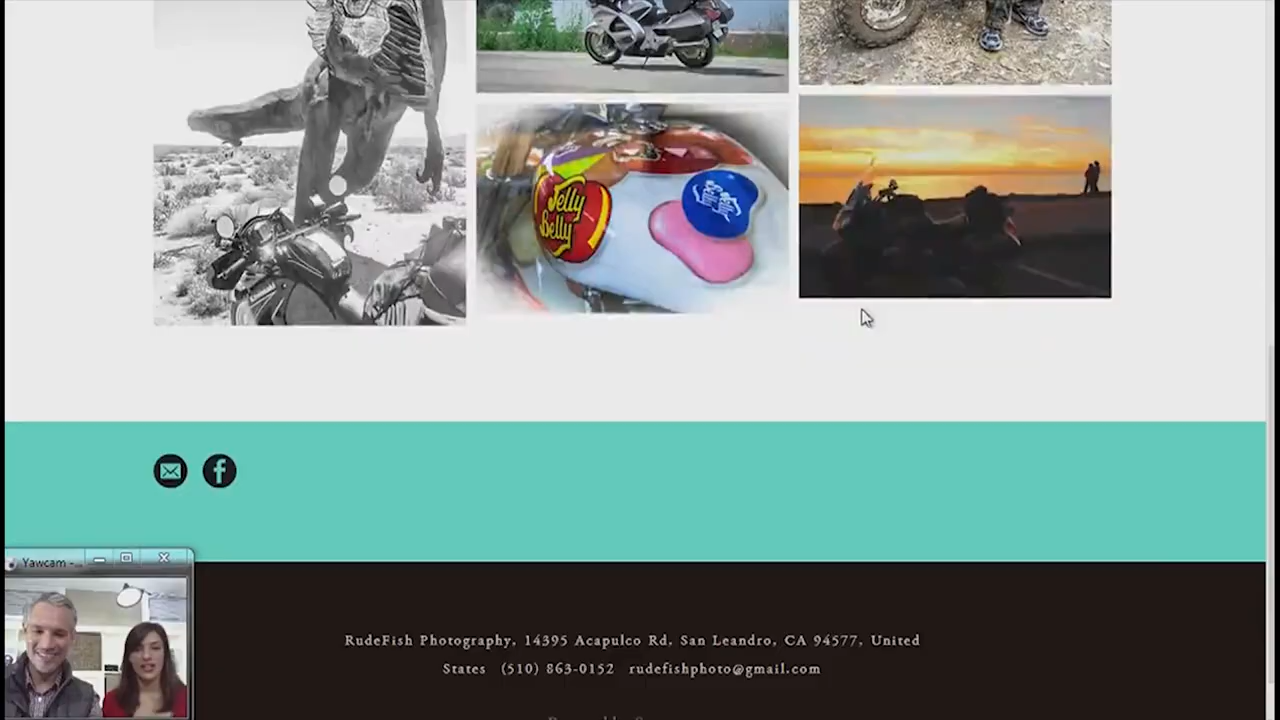 Jelly
Belly
Yawcam -...
RudeFish Photography, 14395 Acapulco Rd, San Leandro, CA 94577, United
States (510) 863-0152 rudefishphoto@gmail.com